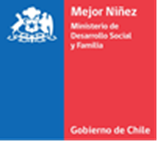 Mejor Niñez
Ministerio de
Desarrollo Social
y Familia
Gobierno de Chile